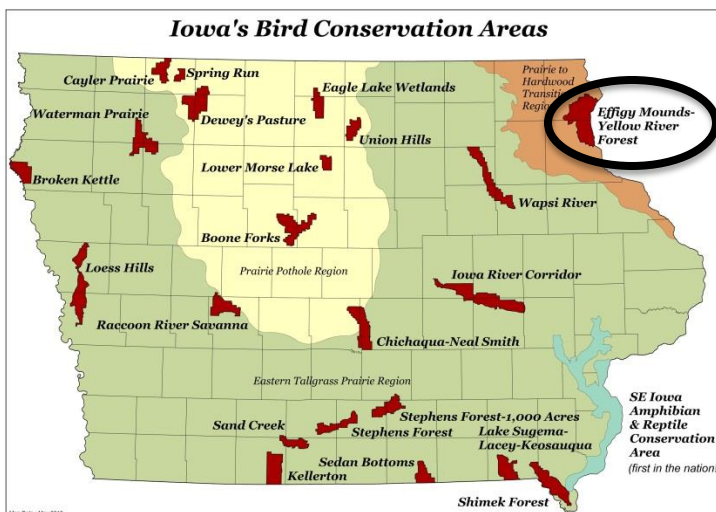 Iowa's Bird Conservation Areas
Cayler Prairie
Spring Run
Waterman Prairie
Dewey's Pasture
Eagle Lake Wetlands
Prairie to
Hardwood
Transition
Region
Effigy Mounds-
Yellow River
Forest
Union Hills
Lower Morse Lake
Broken Kettle
Wapsi River
Boone Forks
Loess Hills
Prairie Pothole Region
Iowa River Corridor
Raccoon River Savanna
Chichaqua-Neal Smith
Eastern Tallgrass Prairie Region
SE Iowa
Amphibian
& Reptile
Conservation
Area
(first in the nation!
Sand Creek
Stephens Forest-1,000 Acres
Stephens Forest
Lake Sugema-
Lacey-Keosauqua
Sedan Bottoms
Kellerton
Shimek Forest